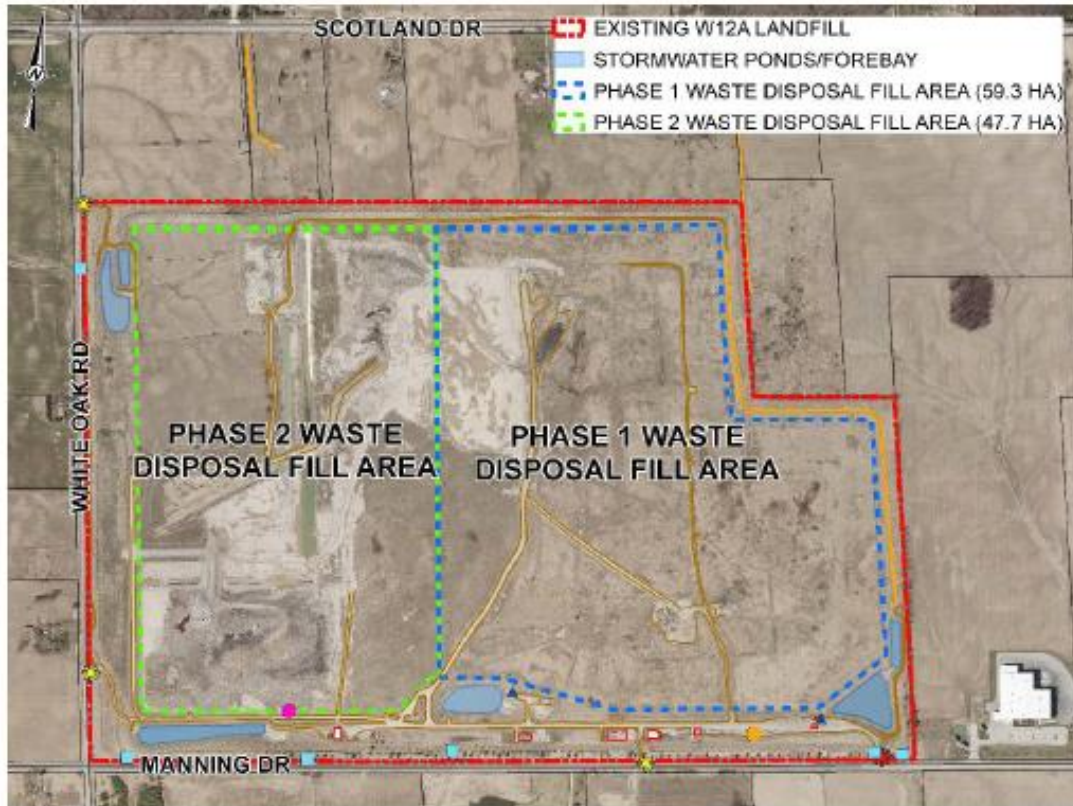 SCOTLAND DR
EXISTING W12A LANDFILL
STORMWATER PONDS/FOREBAY
PHASE 1 WASTE DISPOSAL FILL AREA (59.3 HA)
PHASE 2 WASTE DISPOSAL FILL AREA (47.7 HA)
N
WHITE OAK RD
PHASE 2 WASTE
DISPOSAL FILL AREA
PHASE 1 WASTE
DISPOSAL FILL AREA
MANNING DR